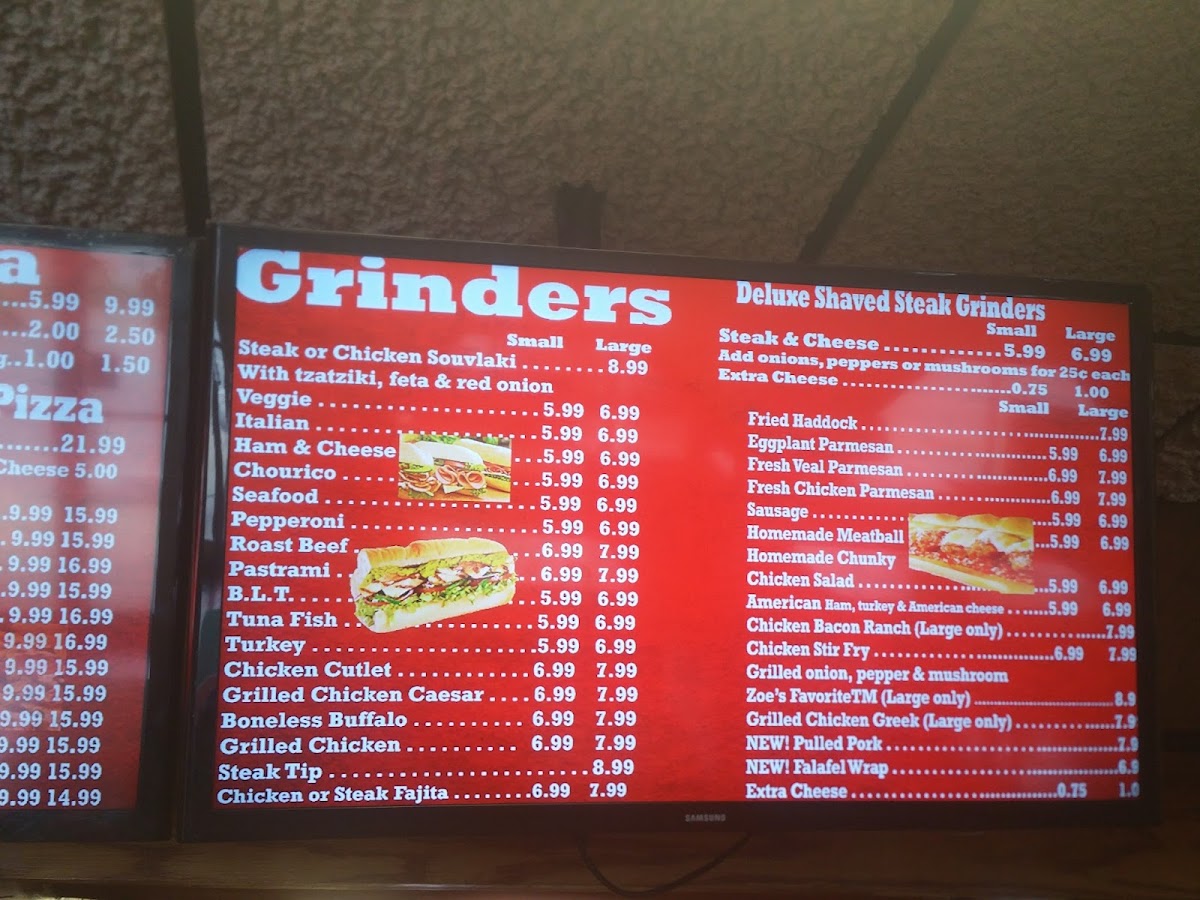 a
....5.99 9.99
....2.00 2.50
g..1.00 1.50
Pizza
.......21.99
Cheese 5.00
.9.99 15.99
.9.99 15.99
.9.99 16.99
.9.99 15.99
.9.99 16.99
9.99 16.99
9.99 15.99
9.99 15.99
9.99 15.99
9.99 15.99
9.99 15.99
9.99 14.99
Grinders
Small Large
Steak or Chicken Souvlaki ........8.99
With tzatziki, feta & red onion
Veggie ......................5.99 6.99
Italian ......................5.99 6.99
Ham & Cheese ...5.99 6.99
Chourico ......5.99 6.99
Seafood .....................5.99 6.99
Pepperoni ...................5.99 6.99
Roast Beef. ...6.99 7.99
Pastrami .. ..6.99 7.99
B.L.T. ...5.99 6.99
Tuna Fish ...................5.99 6.99
Turkey ......................5.99 6.99
Chicken Cutlet .............6.99 7.99
Grilled Chicken Caesar ....6.99 7.99
Boneless Buffalo ........... 6.99 7.99
Grilled Chicken ........... 6.99 7.99
Steak Tip .........................8.99
Chicken or Steak Fajita ........6.99 7.99
SAMSUNG
Deluxe Shaved Steak Grinders
Small Large
Steak & Cheese ............5.99 6.99
Add onions, peppers or mushrooms for 25¢ each
Extra Cheese ......................0.75 1.00
Small Large
Fried Haddock ..................................7.99
Eggplant Parmesan .......................5.99 6.99
Fresh Veal Parmesan .....................6.99 7.99
Fresh Chicken Parmesan ................6.99 7.99
Sausage .............. ...5.99 6.99
Homemade Meatball ...5.99 6.99
Homemade Chunky
Chicken Salad .......................5.99 6.99
American Ham, turkey & American cheese .......5.99 6.99
Chicken Bacon Ranch (Large only) ..............7.99
Chicken Stir Fry ..........................6.99 7.99
Grilled onion, pepper & mushroom
Zoe's FavoriteTM (Large only) ..............................8.9
Grilled Chicken Greek (Large only) ..............7.9
NEW! Pulled Pork ..................................7.9
NEW! Falafel Wrap .................................6.9
Extra Cheese .............................0.75 1.0